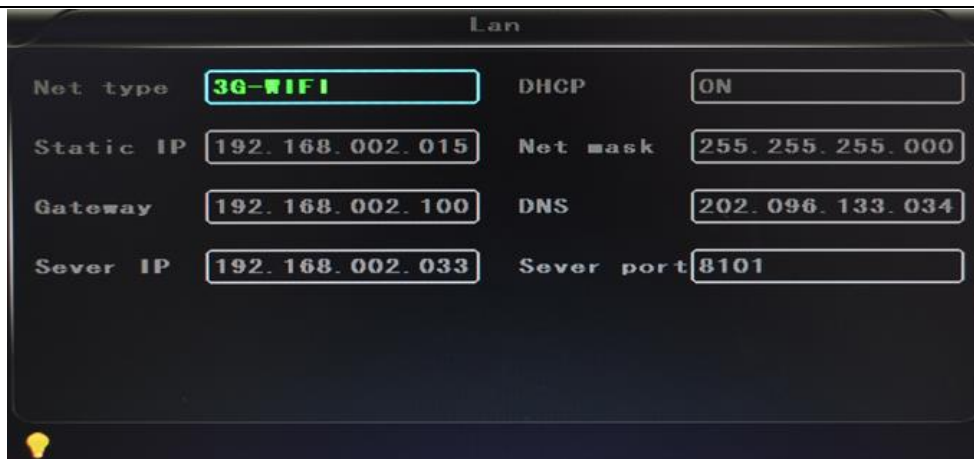 Lan
Net type 3G-WIFI DHCP ON
Static IP 192.168.002.015 Net mask 255.255.255.000
Gateway 192.168.002.100 DNS 202.096.133.034
Sever IP 192.168.002.033 Sever port 8101